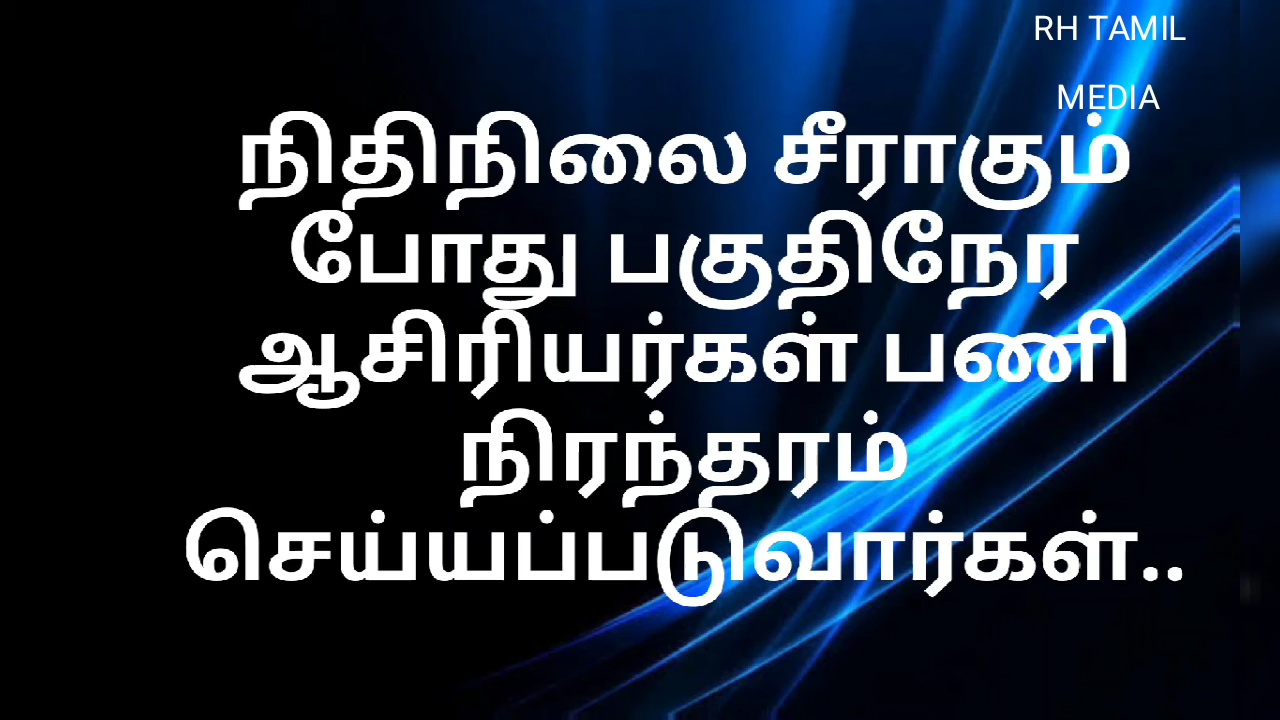 RH TAMIL
MEDIA
நிதிநிலை சீராகும்
போது பகுதிநேர
ஆசிரியர்கள் பணி
நிரந்தரம்
செய்யப்படுவார்கள்..